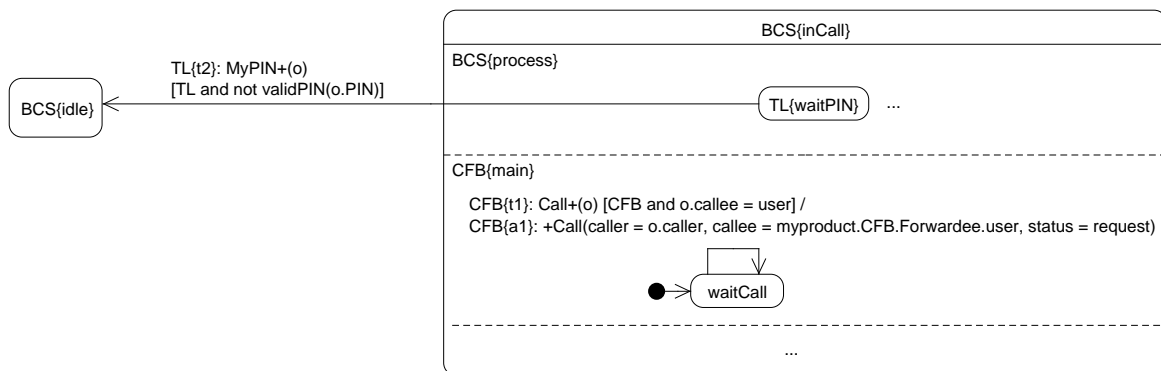 BCS{inCall}
BCS{process}
TL{t2}: MyPIN+(o)
[TL and not validPIN(o.PIN)]
BCS{idle}
TL{waitPIN}
...
CFB{main}
CFB{t1}: Call+(o) [CFB and o.callee = user] /
CFB{a1}: +Call(caller = o.caller, callee = myproduct.CFB.Forwardee.user, status = request)
waitCall
...